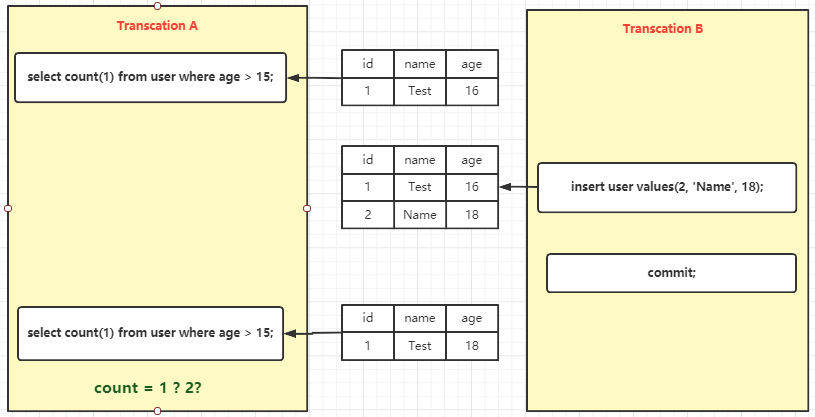 Transcation A
Transcation B
select count(1) from user where age > 15;
id name age
1 Test 16
id name age
1 Test 16
2 Name 18
insert user values(2, 'Name', 18);
commit;
select count(1) from user where age > 15;
id name age
1 Test 18
count = 1 ? 2?